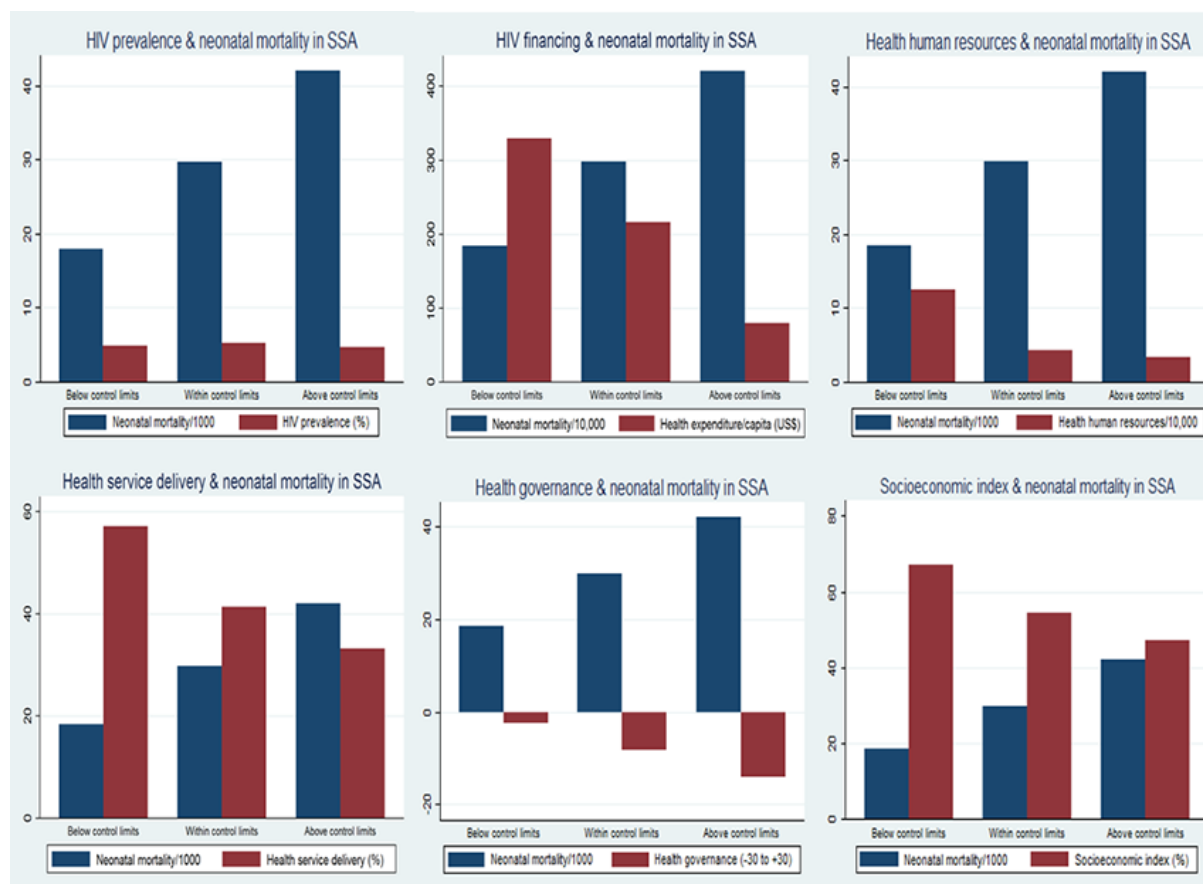 HIV prevalence & neonatal mortality in SSA
40
30
20
10
0
Below control limits Within control limits Above control limits
Neonatal mortality/1000 HIV prevalence (%)
HIV financing & neonatal mortality in SSA
400
300
200
100
0
Below control limits Within control limits Above control limits
Neonatal mortality/10,000 Health expenditure/capita (US$)
Health human resources & neonatal mortality in SSA
40
30
20
10
0
Below control limits Within control limits Above control limits
Neonatal mortality/1000 Health human resources/10,000
Health service delivery & neonatal mortality in SSA
60
40
20
0
Below control limits Within control limits Above control limits
Neonatal mortality/1000 Health service delivery (%)
Health governance & neonatal mortality in SSA
40
20
0
-20
Below control limits Within control limits Above control limits
Neonatal mortality/1000 Health governance (-30 to +30)
Socioeconomic index & neonatal mortality in SSA
80
60
40
20
0
Below control limits Within control limits Above control limits
Neonatal mortality/1000 Socioeconomic index (%)